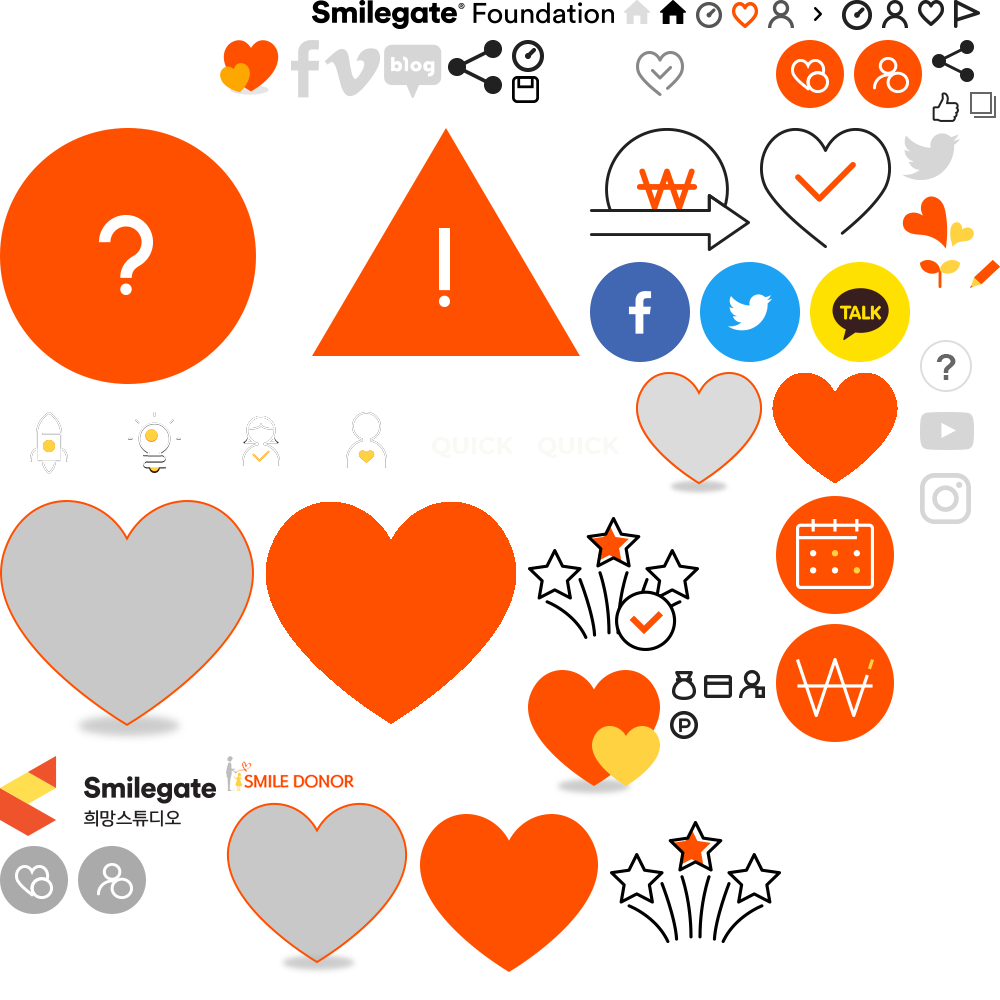 Smilegate® Foundation
blog
?
!
₩
f
TALK
?
QUICK QUICK
₩
P
Smilegate
희망스튜디오
SMILE DONOR